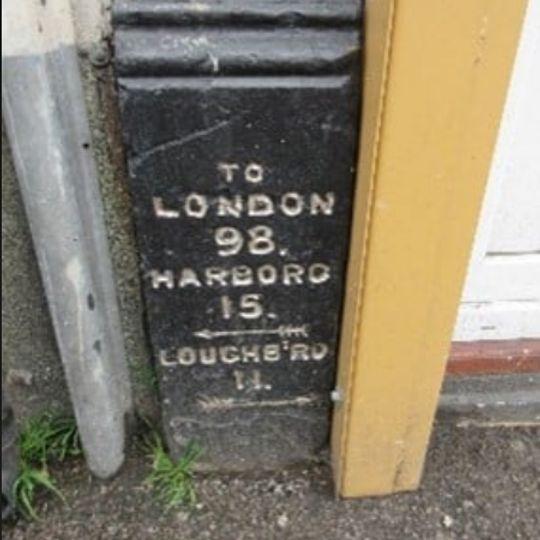 TO
LONDON
98.
HARBORO
15.
LOUGHB'RO
11.